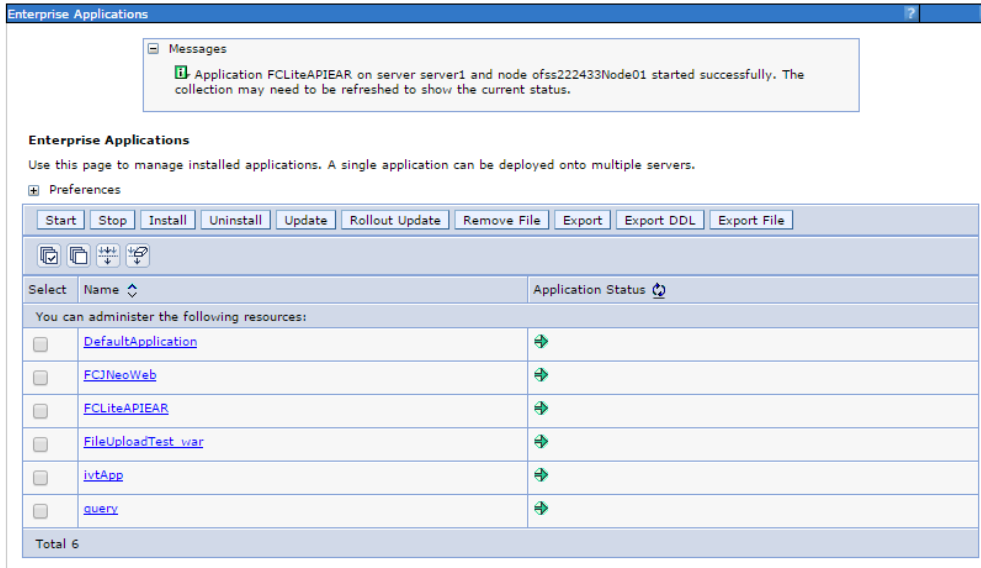 Enterprise Applications ?
Messages
Application FCLiteAPIEAR on server server1 and node ofss222433Node01 started successfully. The
collection may need to be refreshed to show the current status.
Enterprise Applications
Use this page to manage installed applications. A single application can be deployed onto multiple servers.
Preferences
Start Stop Install Uninstall Update Rollout Update Remove File Export Export DDL Export File
Select Name Application Status
You can administer the following resources:
DefaultApplication
FCJNeoWeb
FCLiteAPIEAR
FileUploadTest_war
ivtApp
query
Total 6